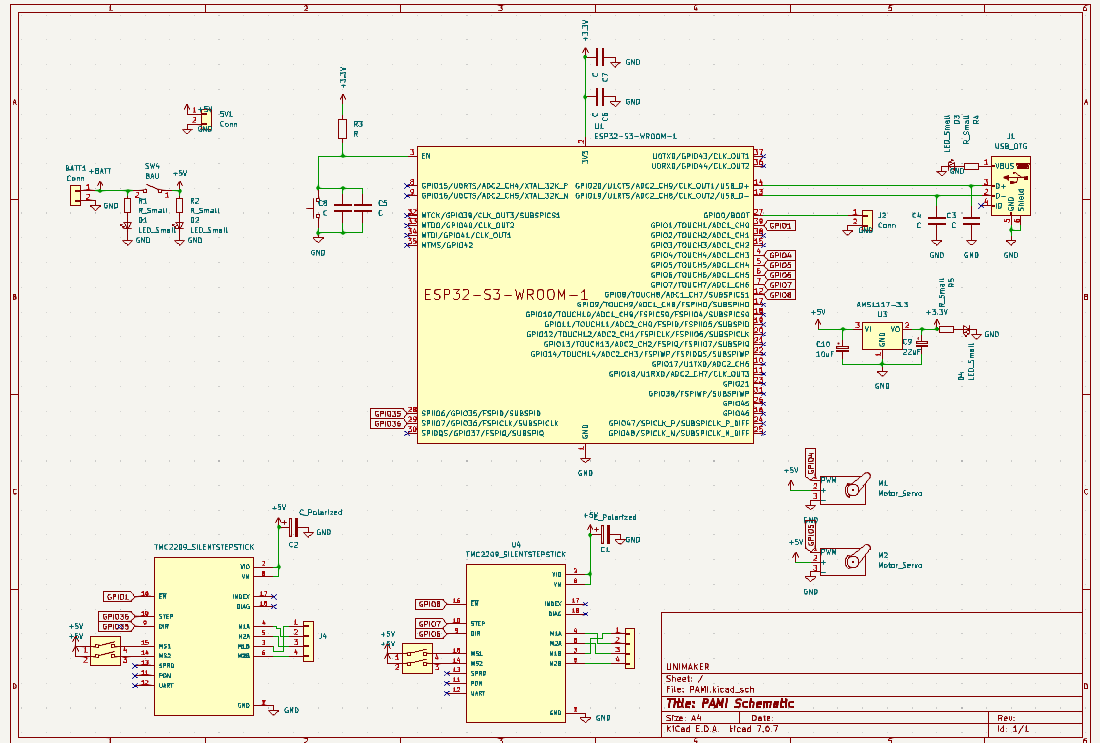 1 2 3 4 5 6
A
B
C
D
+3.3V
C
C7
GND
C
C6
GND
+3.3V
R3
R
U1
ESP32-S3-WROOM-1
+5V
5V1
Conn
GND
1
BATT1
Conn
+BATT
SW4
BAU
+5V
GND
R1
R_Small
D1
LED_Small
GND
R2
R_Small
D2
LED_Small
GND
C
C5
C
GND
ESP32-S3-WROOM-1
3V3
EN
GPIO15/U0RTS/ADC2_CH4/XTAL_32K_P
GPIO16/U0CTS/ADC2_CH5/XTAL_32K_N
MTCK/GPIO39/CLK_OUT3/SUBSPICS1
MTDO/GPIO40/CLK_OUT2
MTDI/GPIO41/CLK_OUT1
MTMS/GPIO42
SPIIO6/GPIO35/FSPID/SUBSPID
SPIIO7/GPIO36/FSPICLK/SUBSPICLK
SPIDQS/GPIO37/FSPIQ/SUBSPIQ
GPIO35
GPIO36
U0TXD/GPIO43/CLK_OUT1
U0RXD/GPIO44/CLK_OUT2
GPIO20/U1CTS/ADC2_CH9/CLK_OUT1/USB_D+
GPIO19/U1RTS/ADC2_CH8/CLK_OUT2/USB_D-
GPIO0/BOOT
GPIO1/TOUCH1/ADC1_CH0
GPIO2/TOUCH2/ADC1_CH1
GPIO3/TOUCH3/ADC1_CH2
GPIO4/TOUCH4/ADC1_CH3
GPIO5/TOUCH5/ADC1_CH4
GPIO6/TOUCH6/ADC1_CH5
GPIO7/TOUCH7/ADC1_CH6
GPIO8/TOUCH8/ADC1_CH7/SUBSPICS1
GPIO9/TOUCH9/ADC1_CH8/FSPIHD/SUBSPIHD
GPIO10/TOUCH10/ADC1_CH9/FSPICS0/FSPIIO4/SUBSPICS0
GPIO11/TOUCH11/ADC2_CH0/FSPID/FSPIIO5/SUBSPID
GPIO12/TOUCH12/ADC2_CH1/FSPICLK/FSPIIO6/SUBSPICLK
GPIO13/TOUCH13/ADC2_CH2/FSPIQ/FSPIIO7/SUBSPIQ
GPIO14/TOUCH14/ADC2_CH3/FSPIWP/FSPIDQS/SUBSPIWP
GPIO17/U1TXD/ADC2_CH6
GPIO18/U1RXD/ADC2_CH7/CLK_OUT3
GPIO21
GPIO38/FSPIWP/SUBSPIWP
GPIO45
GPIO46
GPIO47/SPICLK_P/SUBSPICLK_P_DIFF
GPIO48/SPICLK_N/SUBSPICLK_N_DIFF
GND
GND
GPIO1
GPIO4
GPIO5
GPIO6
GPIO7
GPIO8
J2
Conn
GND
LED_Small
D3
R_Small
R4
GND
J1
USB_OTG
VBUS
D+
D-
ID
GND
Shield
GND
C4
C
GND
C3
C
GND
AMS1117-3.3
U3
+5V
VI
VO
GND
+3.3V
C10
10uF
C9
22uF
GND
R_Small
R5
D4
LED_Small
GND
+5V
GPIO4
PWM
+
GND
M1
Motor_Servo
+5V
GPIO5
PWM
+
GND
M2
Motor_Servo
+5V
C_Polarized
C2
GND
TMC2209_SILENTSTEPSTICK
VIO
VM
EN
STEP
DIR
MS1
MS2
SPRD
PDN
UART
INDEX
DIAG
M1A
M2A
M1B
M2B
GND
GPIO1
GPIO36
GPIO35
+5V
+5V
J4
GND
+5V
C_Polarized
C1
GND
U4
TMC2209_SILENTSTEPSTICK
VIO
VM
EN
STEP
DIR
MS1
MS2
SPRD
PDN
UART
INDEX
DIAG
M1A
M2A
M1B
M2B
GND
GPIO8
GPIO7
GPIO6
+5V
+5V
GND
UNIMAKER
Sheet: /
File: PAMI.kicad_sch
Title: PAMI Schematic
Size: A4 Date: Rev:
KiCad E.D.A. kicad 7.0.7 Id: 1/1